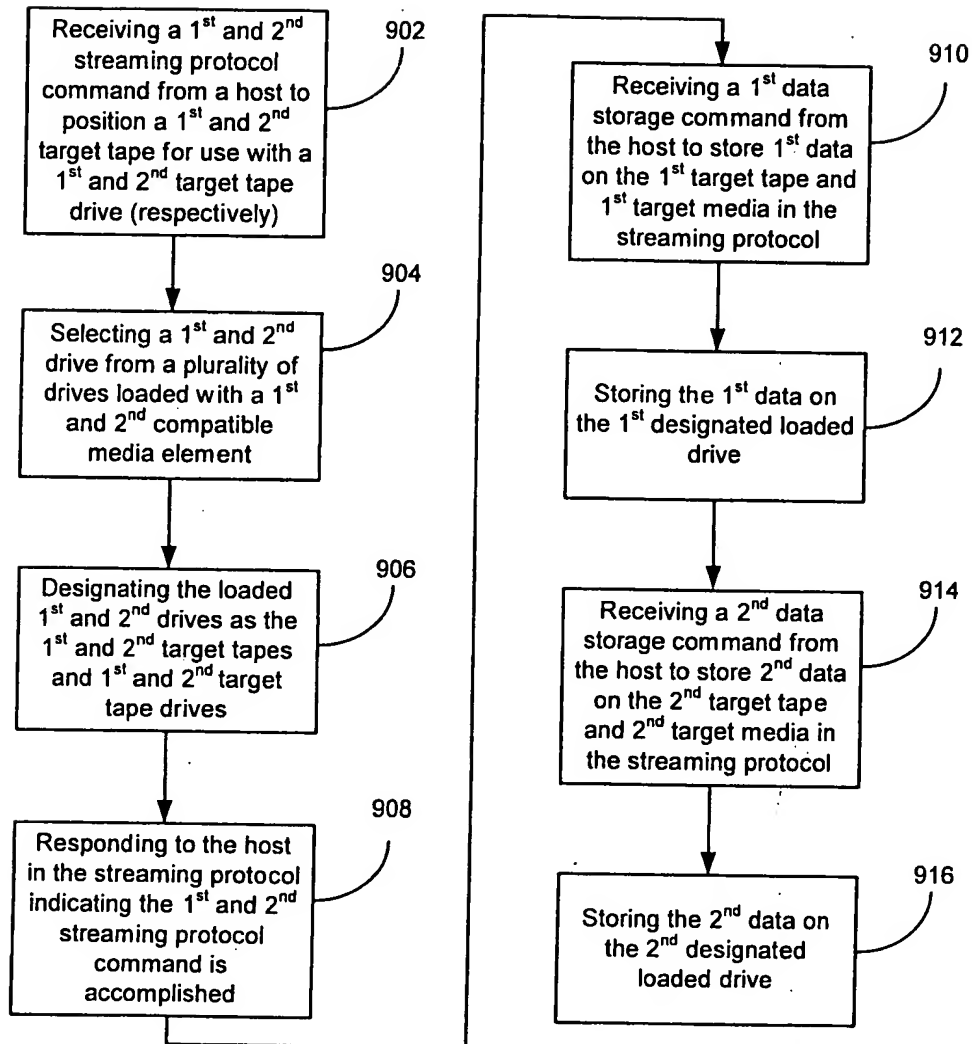 Receiving a 1st and 2nd
streaming protocol
command from a host to
position a 1st and 2nd
target tape for use with a
1st and 2nd target tape
drive (respectively)
902
Selecting a 1st and 2nd
drive from a plurality of
drives loaded with a 1st
and 2nd compatible
media element
904
Designating the loaded
1st and 2nd drives as the
1st and 2nd target tapes
and 1st and 2nd target
tape drives
906
Responding to the host
in the streaming protocol
indicating the 1st and 2nd
streaming protocol
command is
accomplished
908
Receiving a 1st data
storage command from
the host to store 1st data
on the 1st target tape and
1st target media in the
streaming protocol
910
Storing the 1st data on
the 1st designated loaded
drive
912
Receiving a 2nd data
storage command from
the host to store 2nd data
on the 2nd target tape
and 2nd target media in
the streaming protocol
914
Storing the 2nd data on
the 2nd designated
loaded drive
916